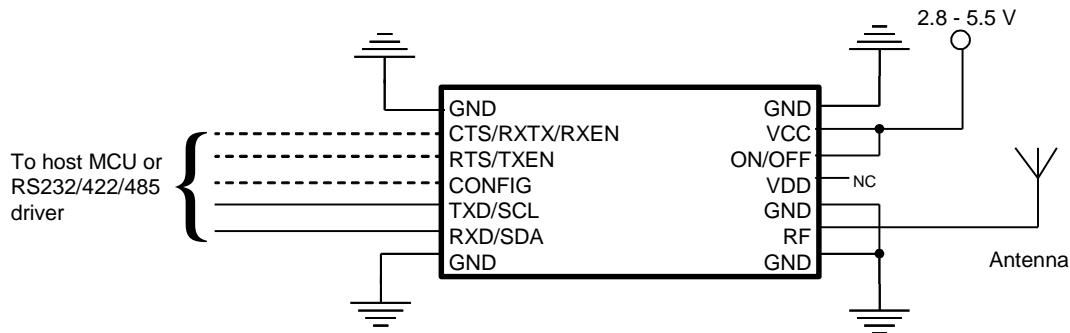 2.8 - 5.5 V
GND
CTS/RXTX/RXEN
RTS/TXEN
CONFIG
TXD/SCL
RXD/SDA
GND
GND
VCC
ON/OFF
VDD
GND
RF
GND
NC
To host MCU or
RS232/422/485
driver
Antenna